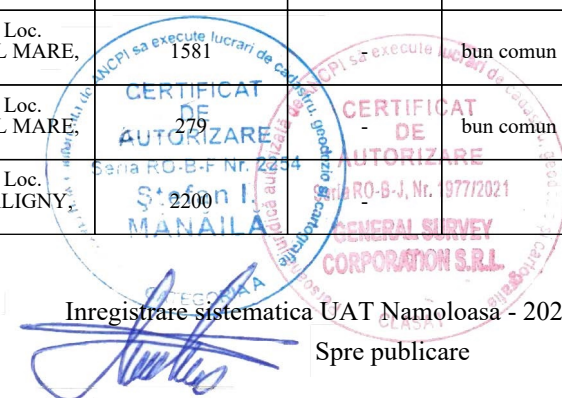 Loc.
L MARE, 1581 - bun comun
Loc.
L MARE, 279 - bun comun
Loc.
LIGNY, 2200 -
ANCPI sa execute lucrari de cadastru, geodezie si cartografie
CERTIFICAT
DE
AUTORIZARE
Seria RO-B-F Nr. 2254
Stefan I.
MANAILA
CATEGORIA A
autorizată de ANCPI sa execute lucrari de cadastru, geodezie si cartografie
CERTIFICAT
DE
AUTORIZARE
Seria RO-B-J, Nr. 1977/2021
GENERAL SURVEY
CORPORATION S.R.L.
CLASA I
Inregistrare sistematica UAT Namoloasa - 202
Spre publicare